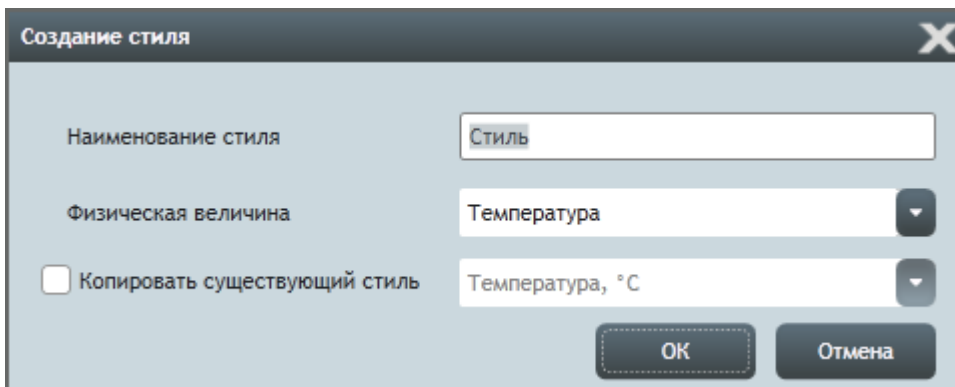 Создание стиля
Наименование стиля Стиль
Физическая величина Температура
Копировать существующий стиль Температура, °C
ОК Отмена